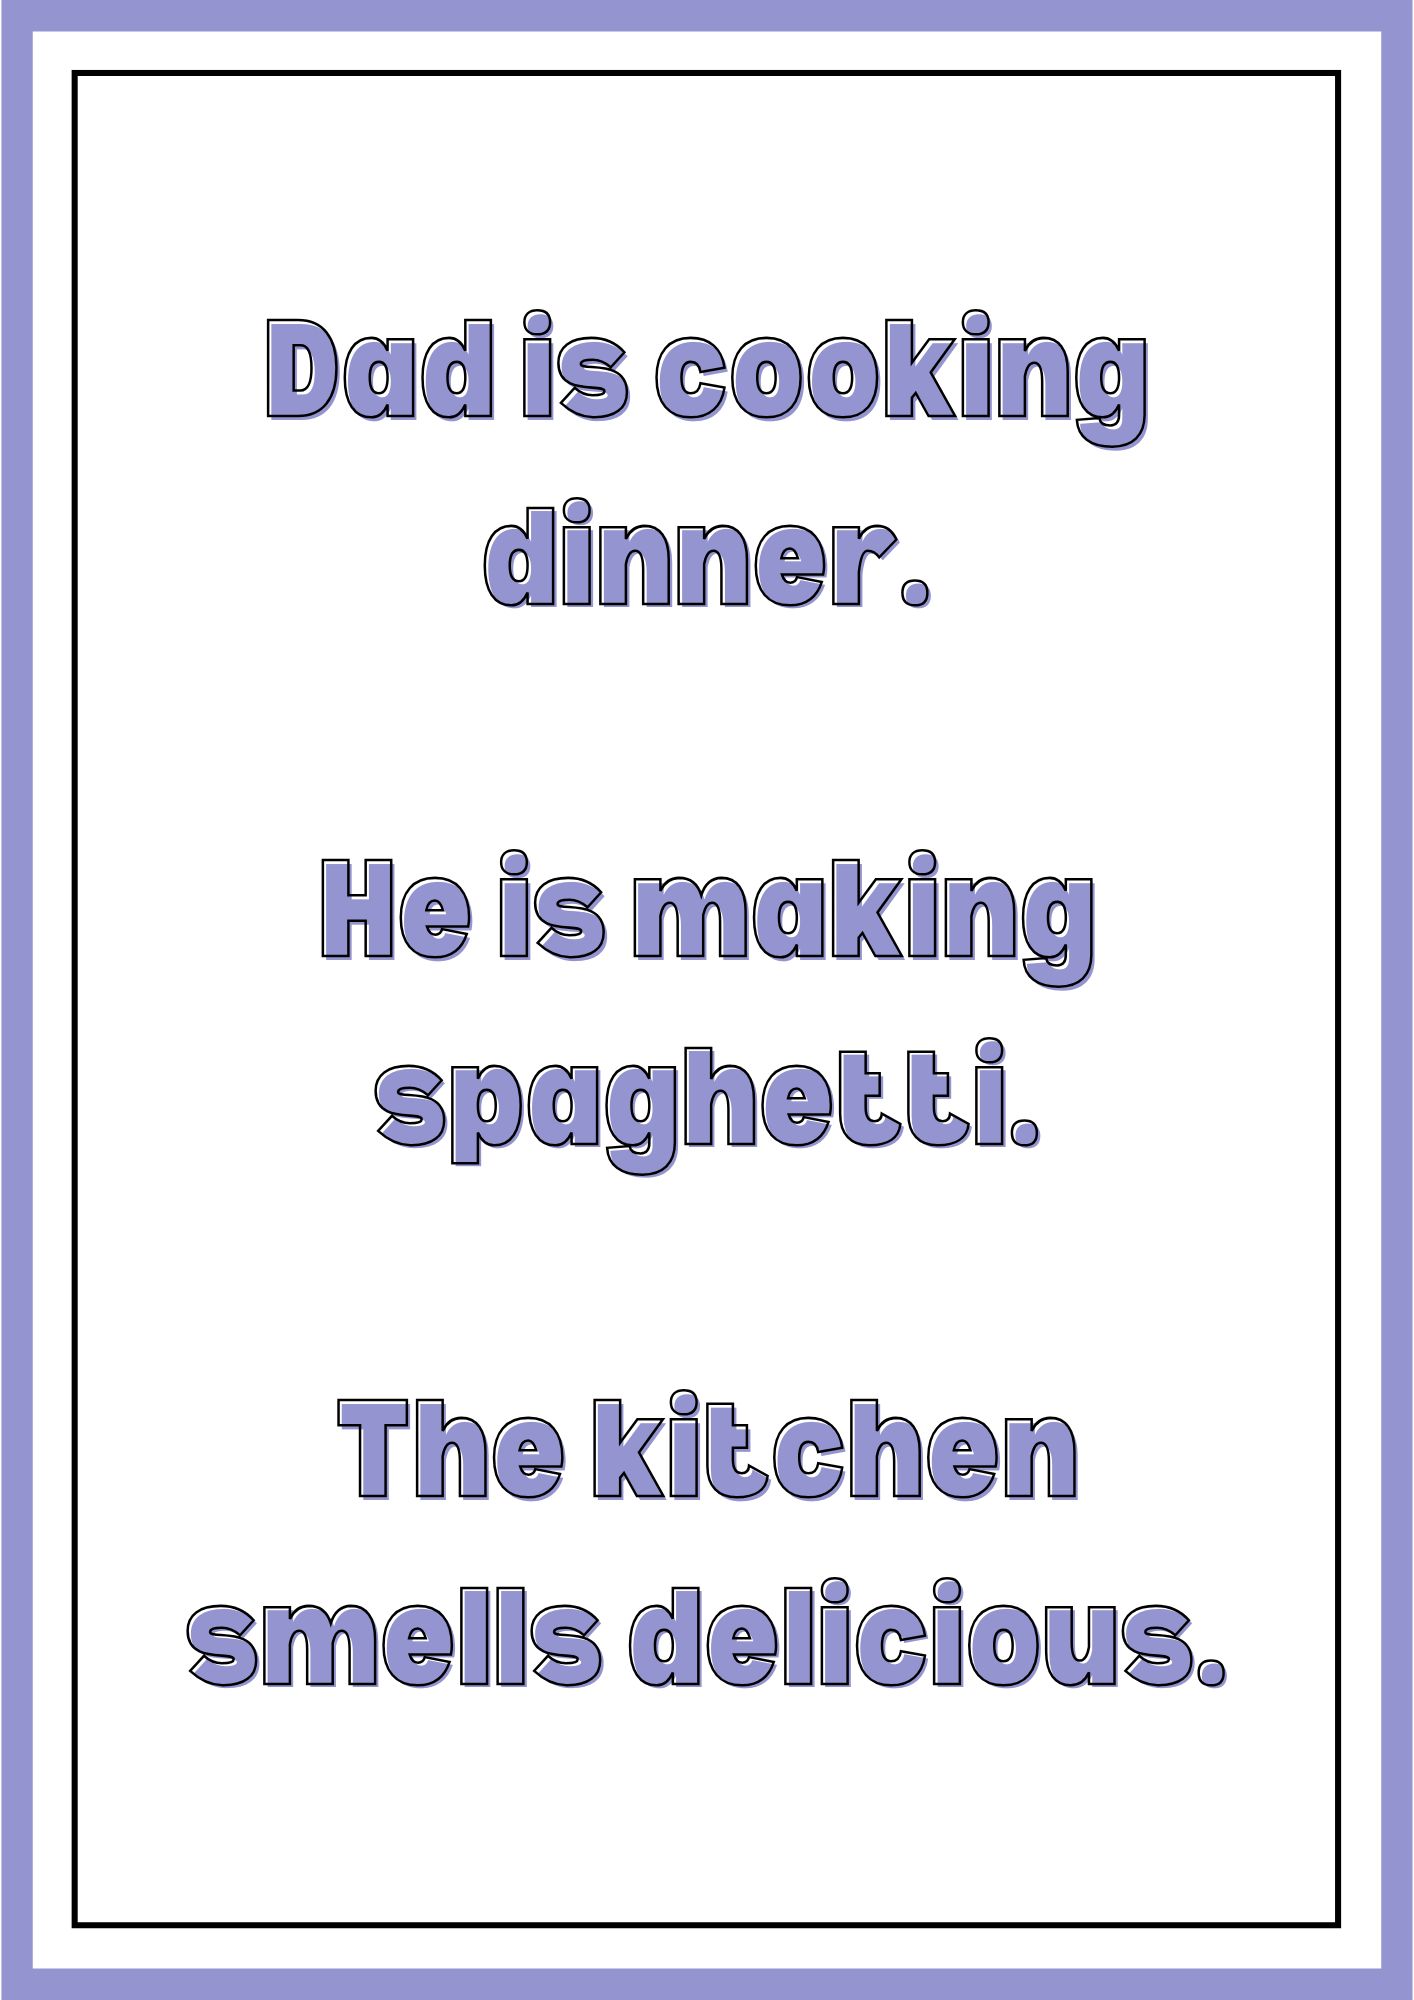 Dad is cooking
dinner.
He is making
spaghetti.
The kitchen
smells delicious.